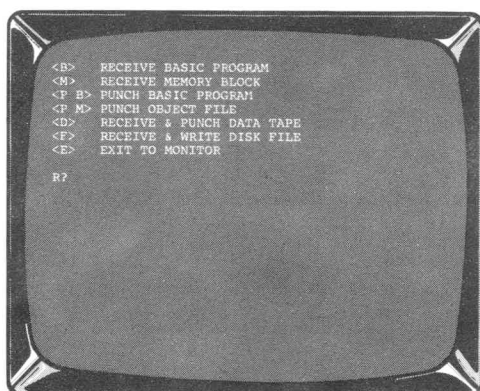 <B>   RECEIVE BASIC PROGRAM
<M>   RECEIVE MEMORY BLOCK
<P B> PUNCH BASIC PROGRAM
<P M> PUNCH OBJECT FILE
<D>   RECEIVE & PUNCH DATA TAPE
<F>   RECEIVE & WRITE DISK FILE
<E>   EXIT TO MONITOR
R?